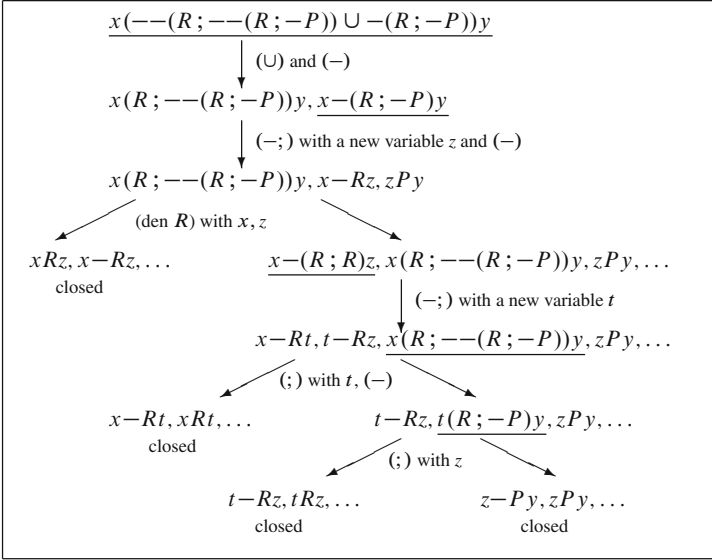 x(−−(R ; −−(R ; −P)) ∪ −(R ; −P))y
(∪) and (−)
x(R ; −−(R ; −P))y, x−(R ; −P)y
(−;) with a new variable z and (−)
x(R ; −−(R ; −P))y, x−Rz, zPy
(den R) with x, z
xRz, x−Rz, ...
closed
x−(R ; R)z, x(R ; −−(R ; −P))y, zPy, ...
(−;) with a new variable t
x−Rt, t−Rz, x(R ; −−(R ; −P))y, zPy, ...
(;) with t, (−)
x−Rt, xRt, ...
closed
t−Rz, t(R ; −P)y, zPy, ...
(;) with z
t−Rz, tRz, ...
closed
z−Py, zPy, ...
closed